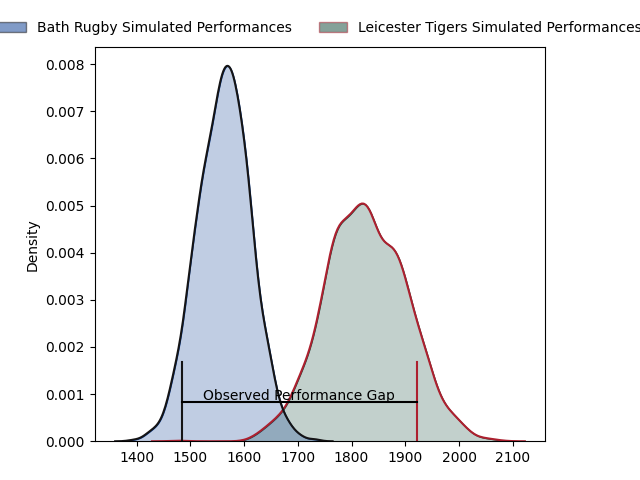 Bath Rugby Simulated Performances
Leicester Tigers Simulated Performances
0.008
0.007
0.006
0.005
0.004
0.003
0.002
0.001
0.000
Density
Observed Performance Gap
1400 1500 1600 1700 1800 1900 2000 2100